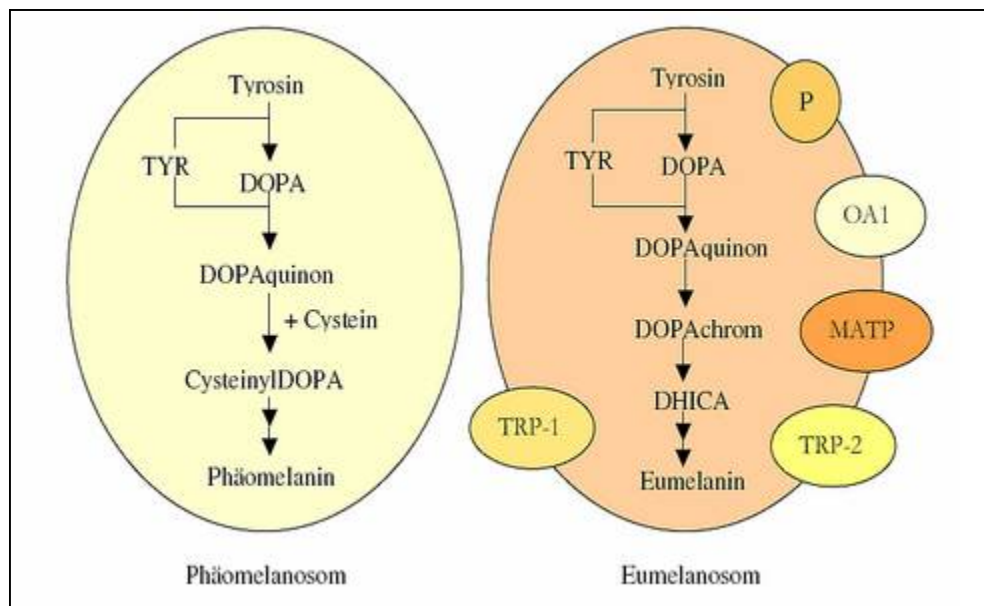 Tyrosin
TYR
DOPA
DOPAquinon
+ Cystein
CysteinylDOPA
Phäomelanin
Phäomelanosom
Tyrosin
P
TYR
DOPA
OA1
DOPAquinon
DOPAchrom
MATP
DHICA
TRP-1
TRP-2
Eumelanin
Eumelanosom